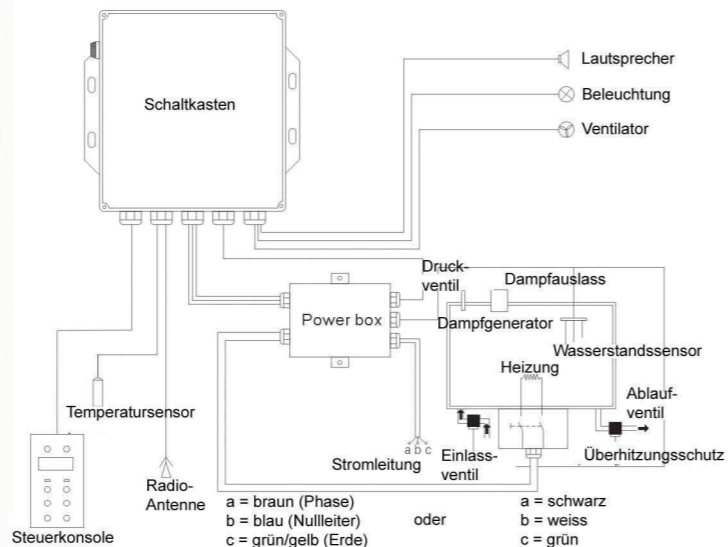 Lautsprecher
Schaltkasten
Beleuchtung
Ventilator
Druck-
ventil
Dampfauslass
Power box
Dampfgenerator
Wasserstandssensor
Heizung
Temperatursensor
Ablauf-
ventil
a b c
Stromleitung
Einlass-
ventil
Überhitzungsschutz
Radio-
Antenne
Steuerkonsole
a = braun (Phase)
b = blau (Nullleiter)
c = grün/gelb (Erde)
oder
a = schwarz
b = weiss
c = grün